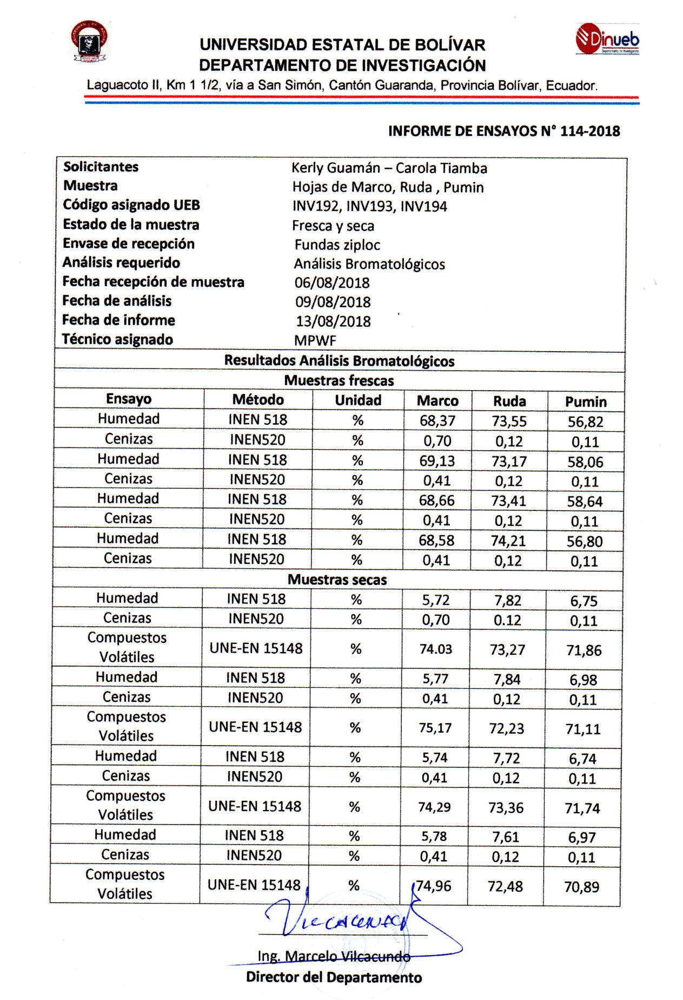 UNIVERSIDAD ESTATAL DE BOLÍVAR
Dinueb
DEPARTAMENTO DE INVESTIGACIÓN
Laguacoto II, Km 1 1/2, vía a San Simón, Cantón Guaranda, Provincia Bolívar, Ecuador.
INFORME DE ENSAYOS N° 114-2018
Solicitantes Kerly Guamán – Carola Tiamba
Muestra Hojas de Marco, Ruda , Pumin
Código asignado UEB INV192, INV193, INV194
Estado de la muestra Fresca y seca
Envase de recepción Fundas ziploc
Análisis requerido Análisis Bromatológicos
Fecha recepción de muestra 06/08/2018
Fecha de análisis 09/08/2018
Fecha de informe 13/08/2018
Técnico asignado MPWF
Resultados Análisis Bromatológicos
Muestras frescas
Ensayo Método Unidad Marco Ruda Pumin
Humedad INEN 518 % 68,37 73,55 56,82
Cenizas INEN520 % 0,70 0,12 0,11
Humedad INEN 518 % 69,13 73,17 58,06
Cenizas INEN520 % 0,41 0,12 0,11
Humedad INEN 518 % 68,66 73,41 58,64
Cenizas INEN520 % 0,41 0,12 0,11
Humedad INEN 518 % 68,58 74,21 56,80
Cenizas INEN520 % 0,41 0,12 0,11
Muestras secas
Humedad INEN 518 % 5,72 7,82 6,75
Cenizas INEN520 % 0,70 0.12 0,11
Compuestos
Volátiles UNE-EN 15148 % 74.03 73,27 71,86
Humedad INEN 518 % 5,77 7,84 6,98
Cenizas INEN520 % 0,41 0,12 0,11
Compuestos
Volátiles UNE-EN 15148 % 75,17 72,23 71,11
Humedad INEN 518 % 5,74 7,72 6,74
Cenizas INEN520 % 0,41 0,12 0,11
Compuestos
Volátiles UNE-EN 15148 % 74,29 73,36 71,74
Humedad INEN 518 % 5,78 7,61 6,97
Cenizas INEN520 % 0,41 0,12 0,11
Compuestos
Volátiles UNE-EN 15148 % 74,96 72,48 70,89
Ing. Marcelo Vilcacundo
Director del Departamento